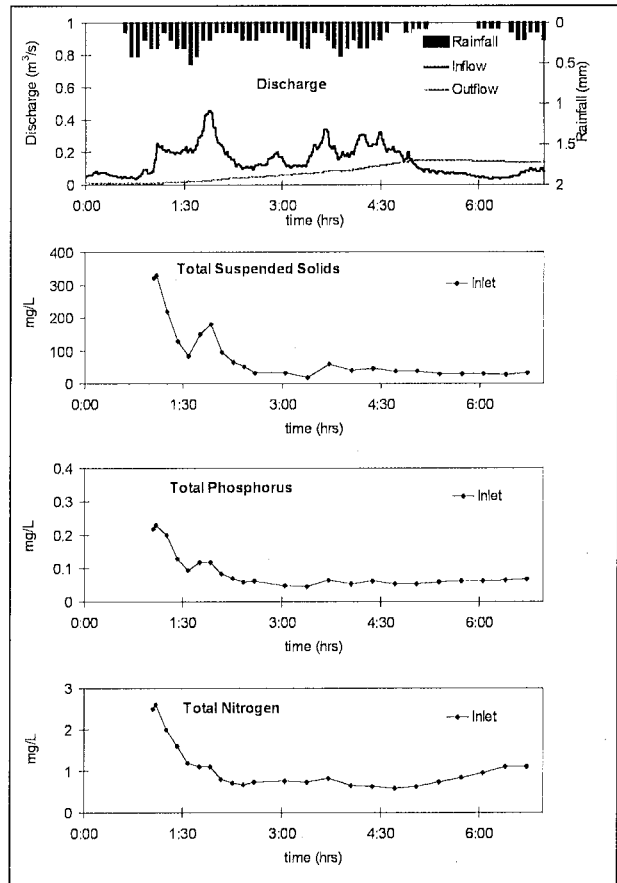 Discharge (m³/s)
1
0.8
0.6
0.4
0.2
0
Discharge
Rainfall
Inflow
Outflow
0
0.5
1
1.5
2
Rainfall (mm)
0:00 1:30 3:00 4:30 6:00
time (hrs)
Total Suspended Solids
Inlet
mg/L
400
300
200
100
0
0:00 1:30 3:00 4:30 6:00
time (hrs)
Total Phosphorus
Inlet
mg/L
0.4
0.3
0.2
0.1
0
0:00 1:30 3:00 4:30 6:00
time (hrs)
Total Nitrogen
Inlet
mg/L
3
2
1
0
0:00 1:30 3:00 4:30 6:00
time (hrs)